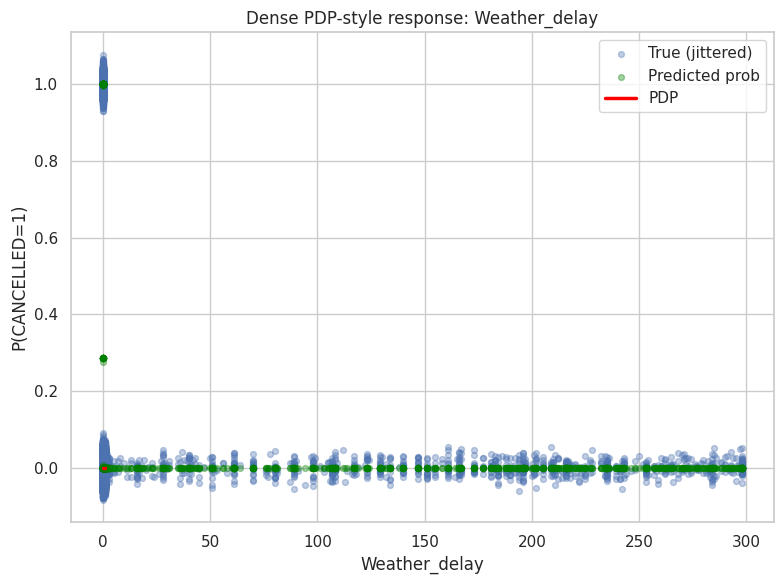 Dense PDP-style response: Weather_delay
True (jittered)
Predicted prob
PDP
P(CANCELLED=1)
1.0
0.8
0.6
0.4
0.2
0.0
0
50
100
150
200
250
300
Weather_delay